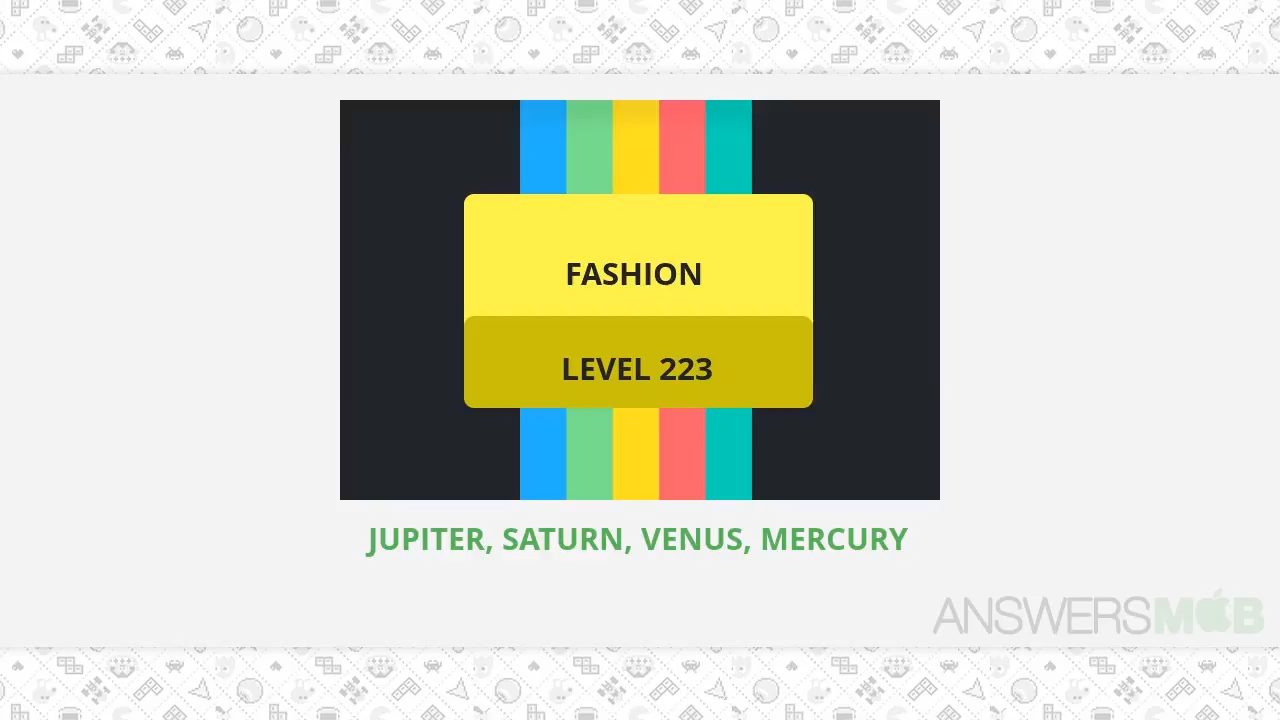 FASHION
LEVEL 223
JUPITER, SATURN, VENUS, MERCURY
ANSWERSMOB